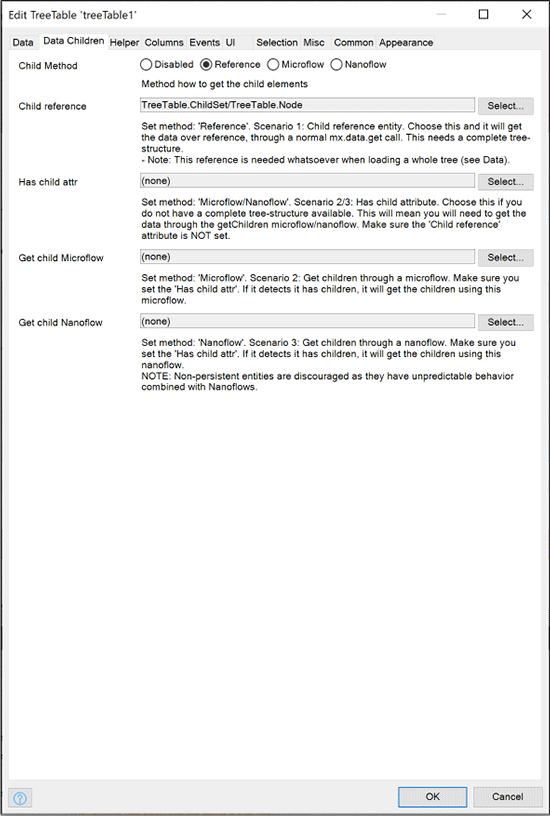 Edit TreeTable 'treeTable1'
Data Data Children Helper Columns Events UI Selection Misc Common Appearance
Child Method Disabled Reference Microflow Nanoflow
Method how to get the child elements
Child reference TreeTable.ChildSet/TreeTable.Node Select...
Set method: 'Reference'. Scenario 1: Child reference entity. Choose this and it will get
the data over reference, through a normal mx.data.get call. This needs a complete tree-
structure.
- Note: This reference is needed whatsoever when loading a whole tree (see Data).
Has child attr (none) Select...
Set method: 'Microflow/Nanoflow'. Scenario 2/3: Has child attribute. Choose this if you
do not have a complete tree-structure available. This will mean you will need to get the
data through the getChildren microflow/nanoflow. Make sure the 'Child reference'
attribute is NOT set.
Get child Microflow (none) Select...
Set method: 'Microflow'. Scenario 2: Get children through a microflow. Make sure you
set the 'Has child attr'. If it detects it has children, it will get the children using this
microflow.
Get child Nanoflow (none) Select...
Set method: 'Nanoflow'. Scenario 3: Get children through a nanoflow. Make sure you
set the 'Has child attr'. If it detects it has children, it will get the children using this
nanoflow.
NOTE: Non-persistent entities are discouraged as they have unpredictable behavior
combined with Nanoflows.
? OK Cancel